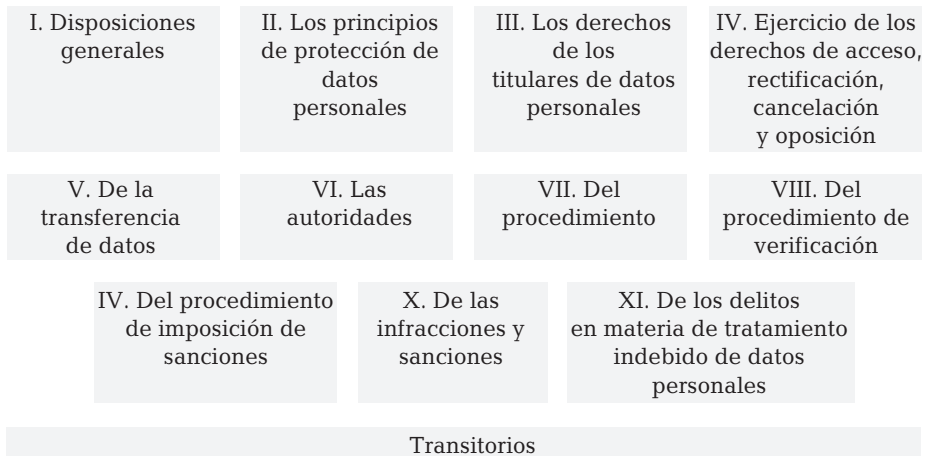 I. Disposiciones
generales
II. Los principios
de protección de
datos
personales
III. Los derechos
de los
titulares de datos
personales
IV. Ejercicio de los
derechos de acceso,
rectificación,
cancelación
y oposición
V. De la
transferencia
de datos
VI. Las
autoridades
VII. Del
procedimiento
VIII. Del
procedimiento de
verificación
IV. Del procedimiento
de imposición de
sanciones
X. De las
infracciones y
sanciones
XI. De los delitos
en materia de tratamiento
indebido de datos
personales
Transitorios